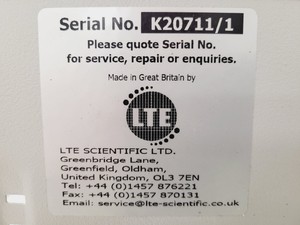 Serial No. K20711/1
Please quote Serial No.
for service, repair or enquiries.
Made in Great Britain by
LTE
LTE SCIENTIFIC LTD.
Greenbridge Lane,
Greenfield, Oldham,
United Kingdom, OL3 7EN
Tel: +44 (0)1457 876221
Fax: +44 (0)1457 870131
Email: service@lte-scientific.co.uk